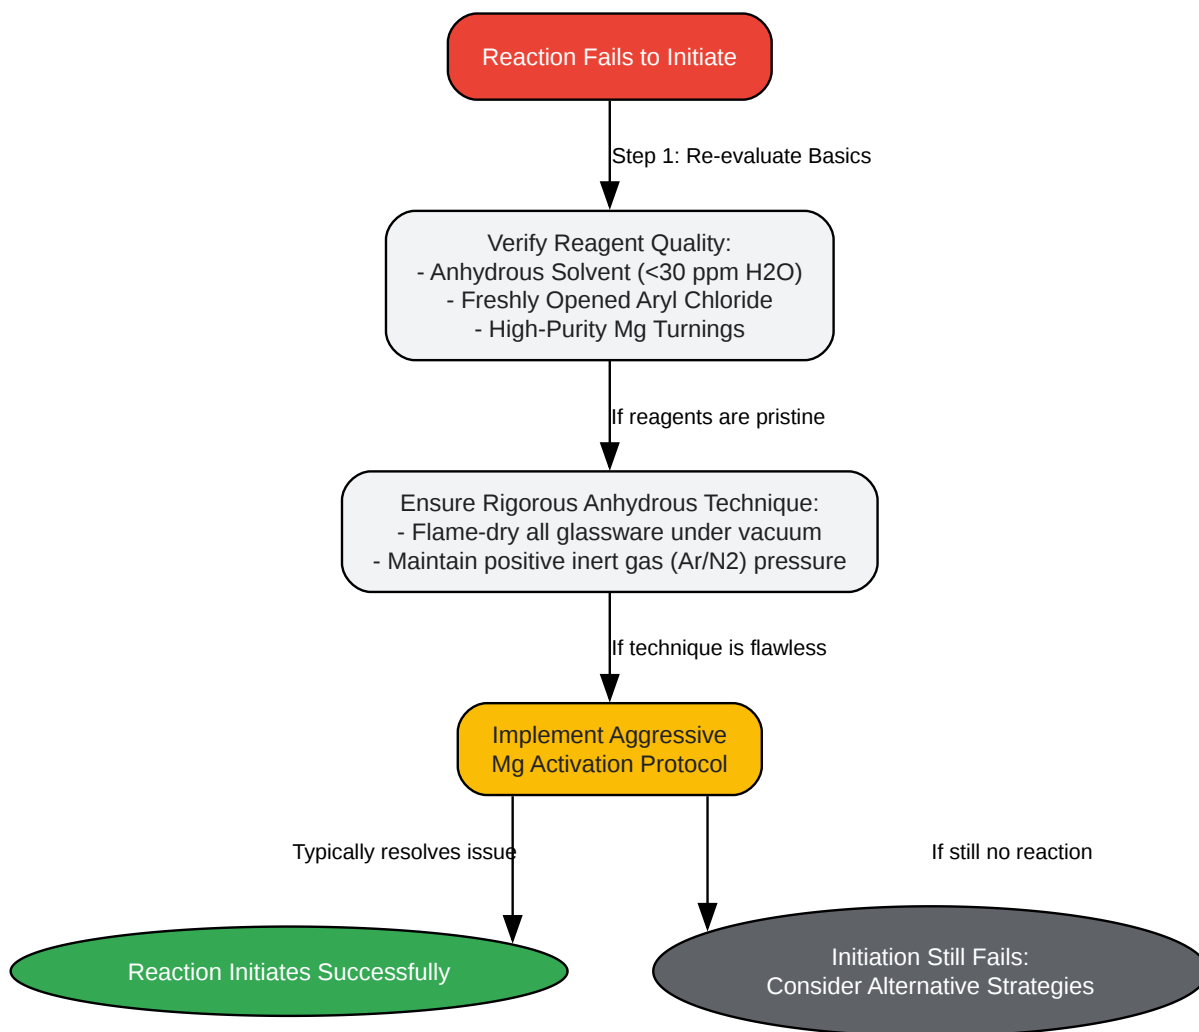 Reaction Fails to Initiate
Step 1: Re-evaluate Basics
Verify Reagent Quality:
- Anhydrous Solvent (<30 ppm H2O)
- Freshly Opened Aryl Chloride
- High-Purity Mg Turnings
If reagents are pristine
Ensure Rigorous Anhydrous Technique:
- Flame-dry all glassware under vacuum
- Maintain positive inert gas (Ar/N2) pressure
If technique is flawless
Implement Aggressive
Mg Activation Protocol
Typically resolves issue
If still no reaction
Reaction Initiates Successfully
Initiation Still Fails:
Consider Alternative Strategies